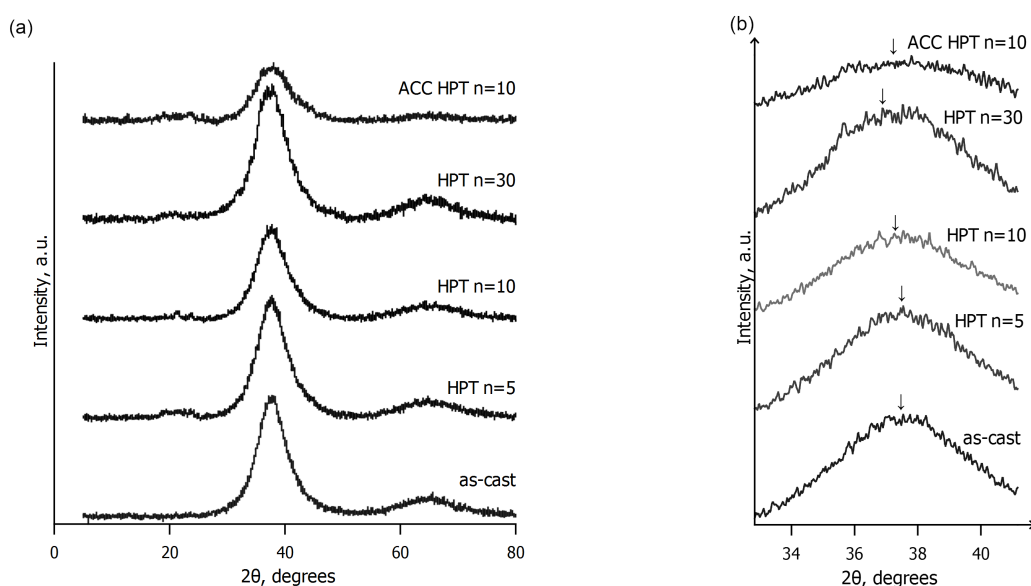 (a)
Intensity, a.u.
ACC HPT n=10
HPT n=30
HPT n=10
HPT n=5
as-cast
0 20 40 60 80
2θ, degrees
(b)
Intensity, a.u.
ACC HPT n=10
HPT n=30
HPT n=10
HPT n=5
as-cast
34 36 38 40
2θ, degrees